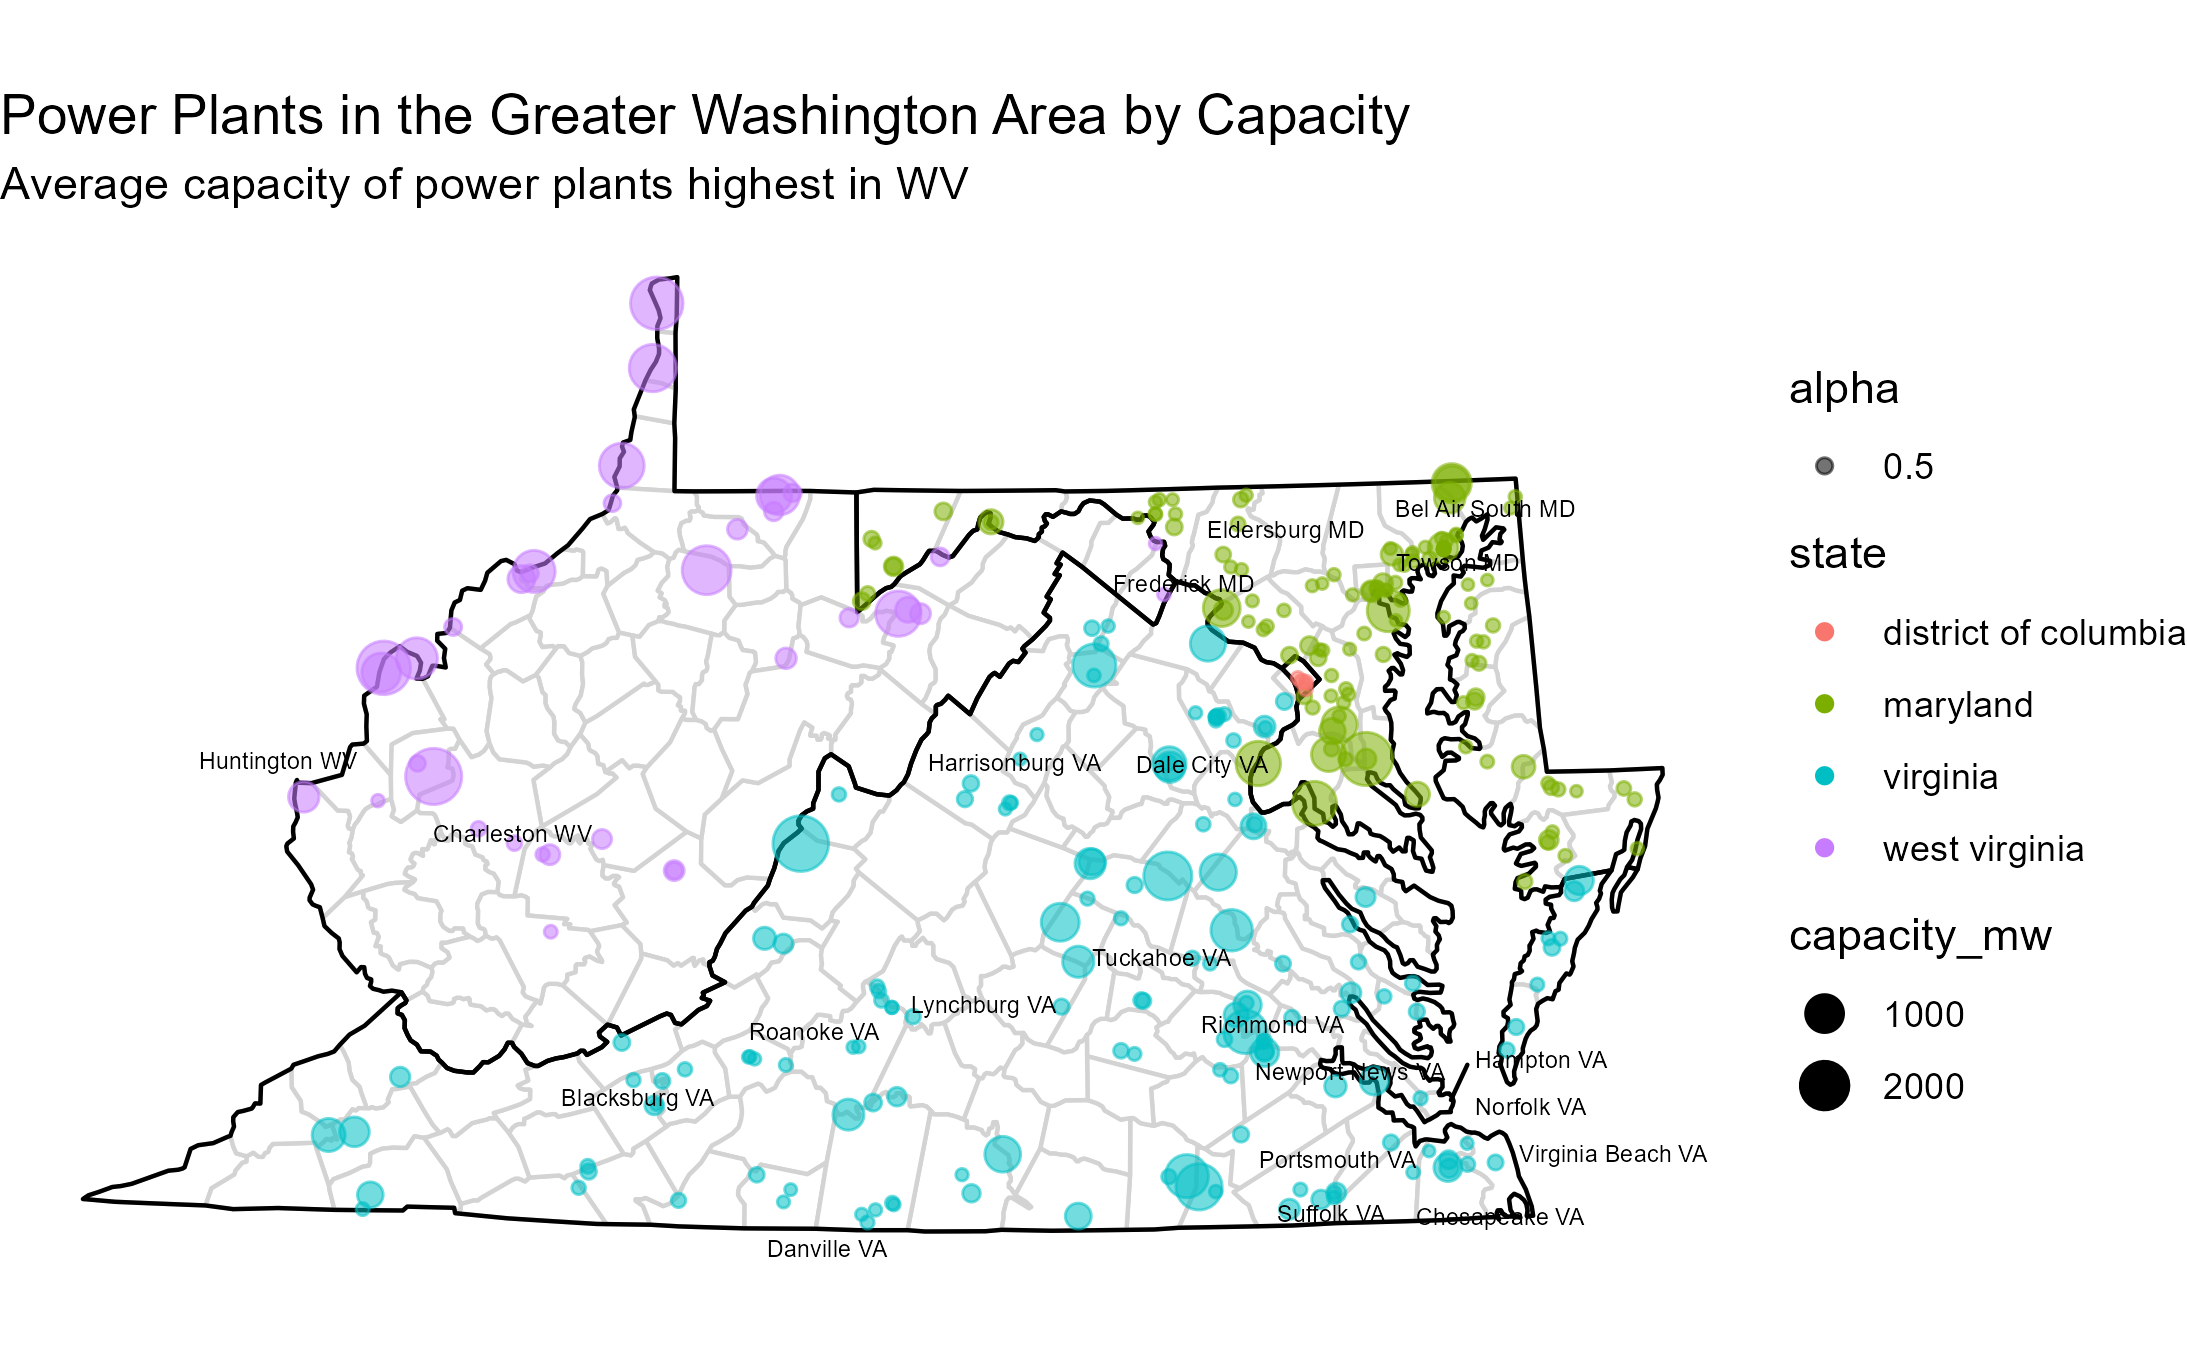 Power Plants in the Greater Washington Area by Capacity
Average capacity of power plants highest in WV
Bel Air South MD
Eldersburg MD
Towson MD
Frederick MD
Huntington WV
Harrisonburg VA
Dale City VA
Charleston WV
Tuckahoe VA
Lynchburg VA
Richmond VA
Roanoke VA
Hampton VA
Newport News VA
Blacksburg VA
Norfolk VA
Virginia Beach VA
Portsmouth VA
Suffolk VA
Chesapeake VA
Danville VA
alpha
0.5
state
district of columbia
maryland
virginia
west virginia
capacity_mw
1000
2000